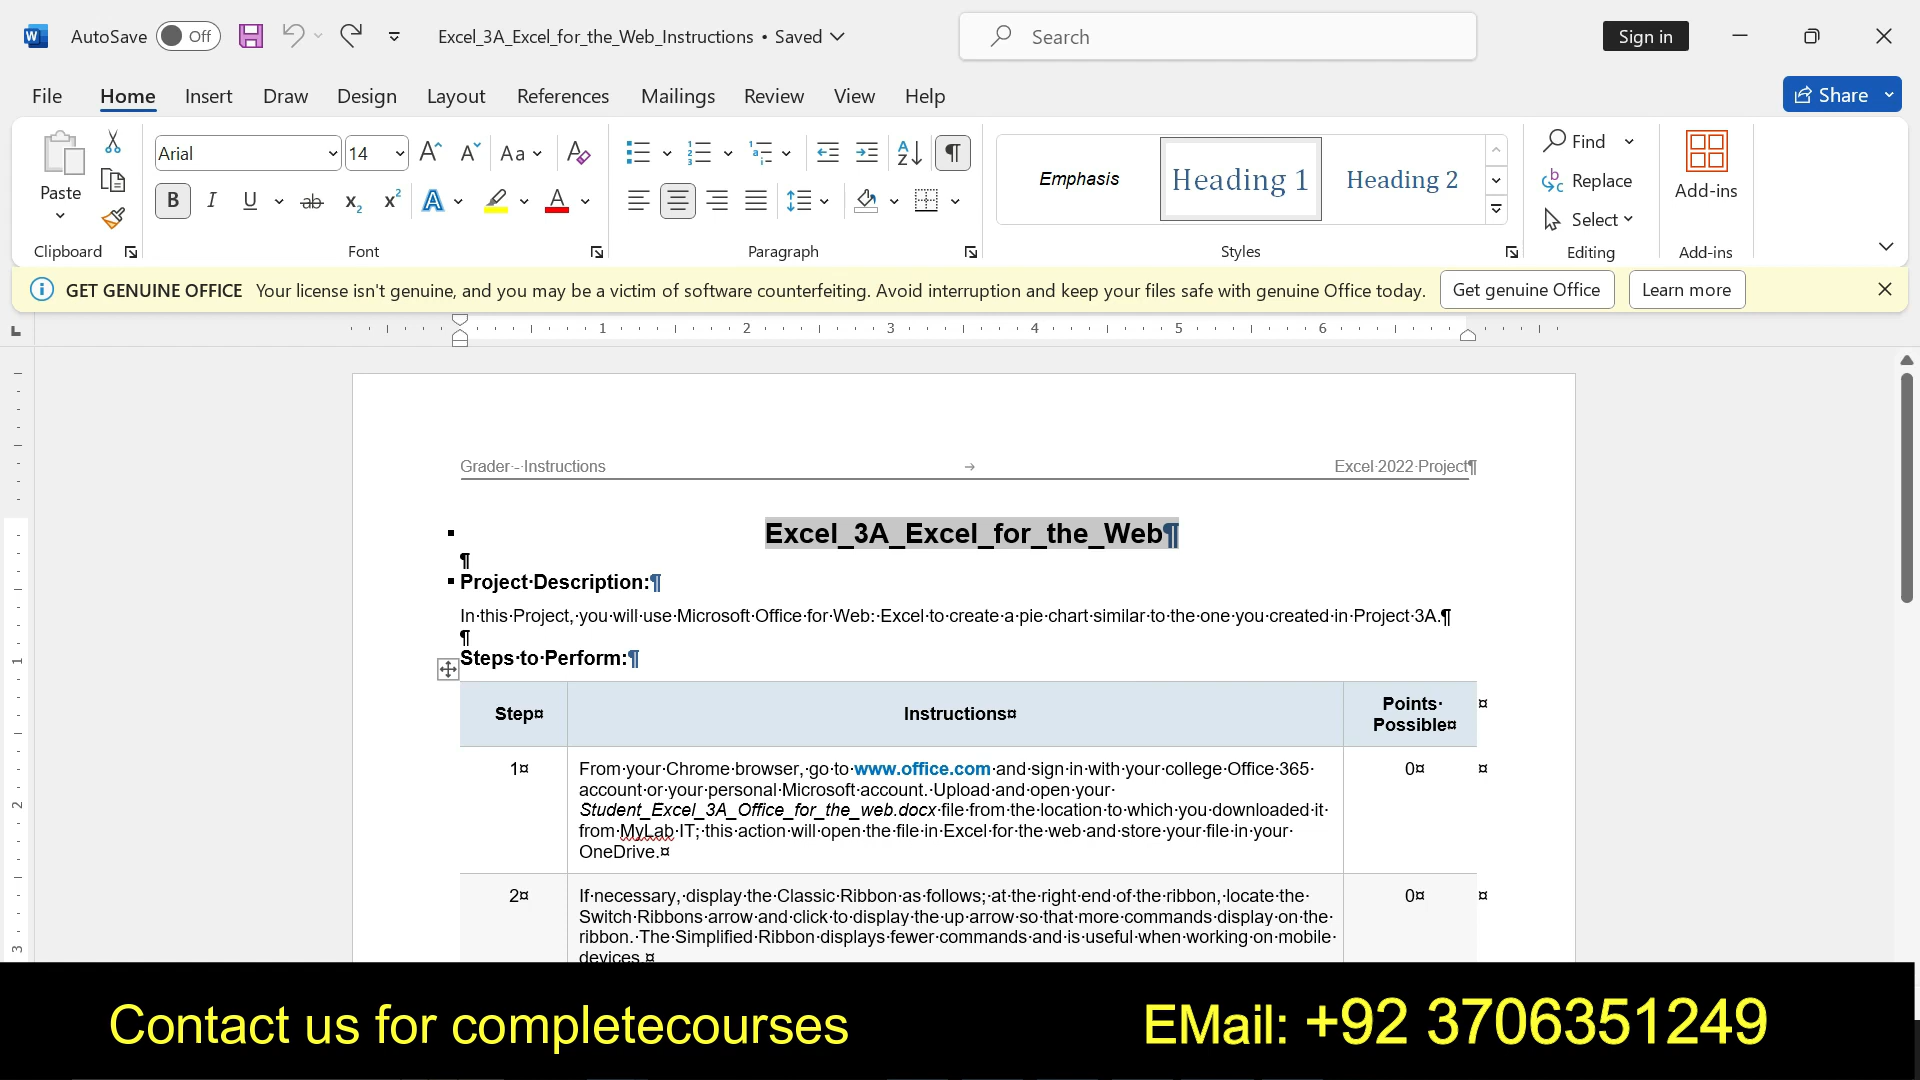 AutoSave Off Excel_3A_Excel_for_the_Web_Instructions • Saved Search Sign in
File Home Insert Draw Design Layout References Mailings Review View Help Share
Paste Arial 14 Aa Emphasis Heading 1 Heading 2 Find Replace Select Add-ins
Clipboard Font Paragraph Styles Editing Add-ins
GET GENUINE OFFICE Your license isn't genuine, and you may be a victim of software counterfeiting. Avoid interruption and keep your files safe with genuine Office today. Get genuine Office Learn more
1 2 3 4 5 6
Grader·-·Instructions → Excel·2022·Project¶
Excel_3A_Excel_for_the_Web¶
¶
Project·Description:¶
In·this·Project,·you·will·use·Microsoft·Office·for·Web:·Excel·to·create·a·pie·chart·similar·to·the·one·you·created·in·Project·3A.¶
¶
Steps·to·Perform:¶
Step¤ Instructions¤ Points·
Possible¤ ¤
1¤ From·your·Chrome·browser,·go·to·www.office.com·and·sign·in·with·your·college·Office·365· 0¤ ¤
account·or·your·personal·Microsoft·account.·Upload·and·open·your·
Student_Excel_3A_Office_for_the_web.docx·file·from·the·location·to·which·you·downloaded·it·
from·MyLab·IT;·this·action·will·open·the·file·in·Excel·for·the·web·and·store·your·file·in·your·
OneDrive.¤
2¤ If·necessary,·display·the·Classic·Ribbon·as·follows;·at·the·right·end·of·the·ribbon,·locate·the· 0¤ ¤
Switch·Ribbons·arrow·and·click·to·display·the·up·arrow·so·that·more·commands·display·on·the·
ribbon.·The·Simplified·Ribbon·displays·fewer·commands·and·is·useful·when·working·on·mobile·
devices.¤
Contact us for completecourses EMail: +92 3706351249